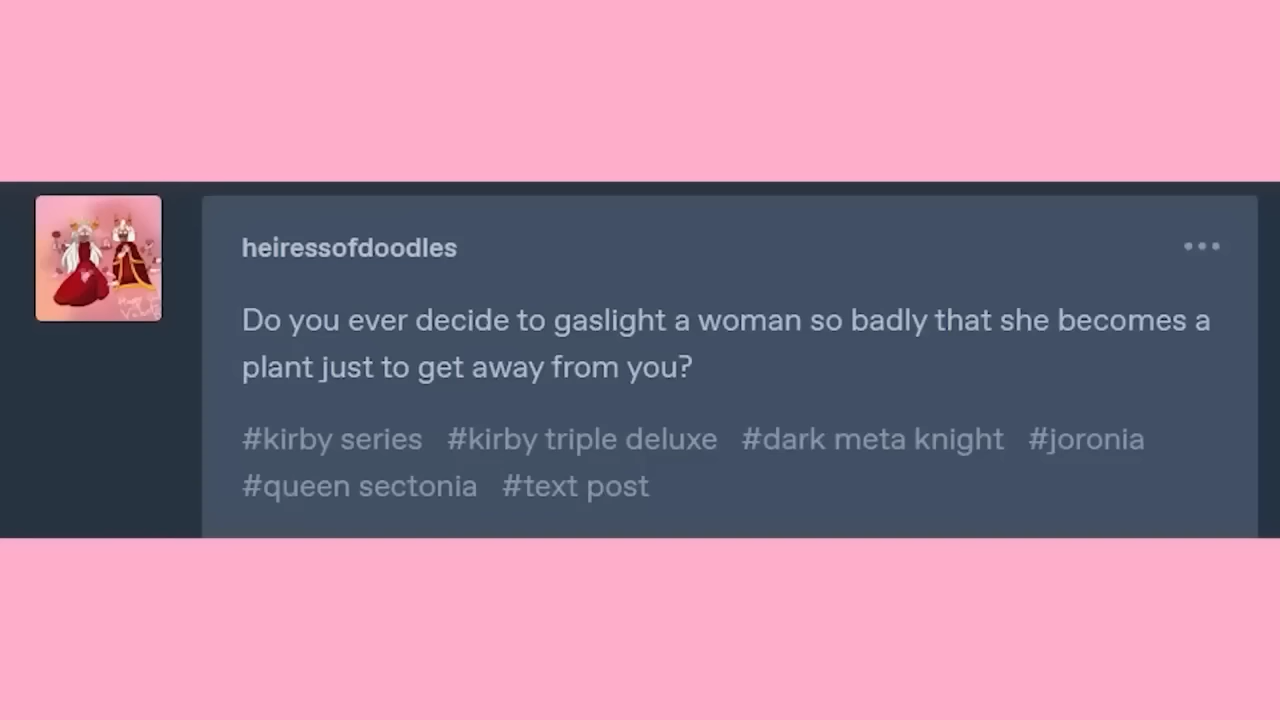 heiressofdoodles
Do you ever decide to gaslight a woman so badly that she becomes a
plant just to get away from you?
#kirby series #kirby triple deluxe #dark meta knight #joronia
#queen sectonia #text post